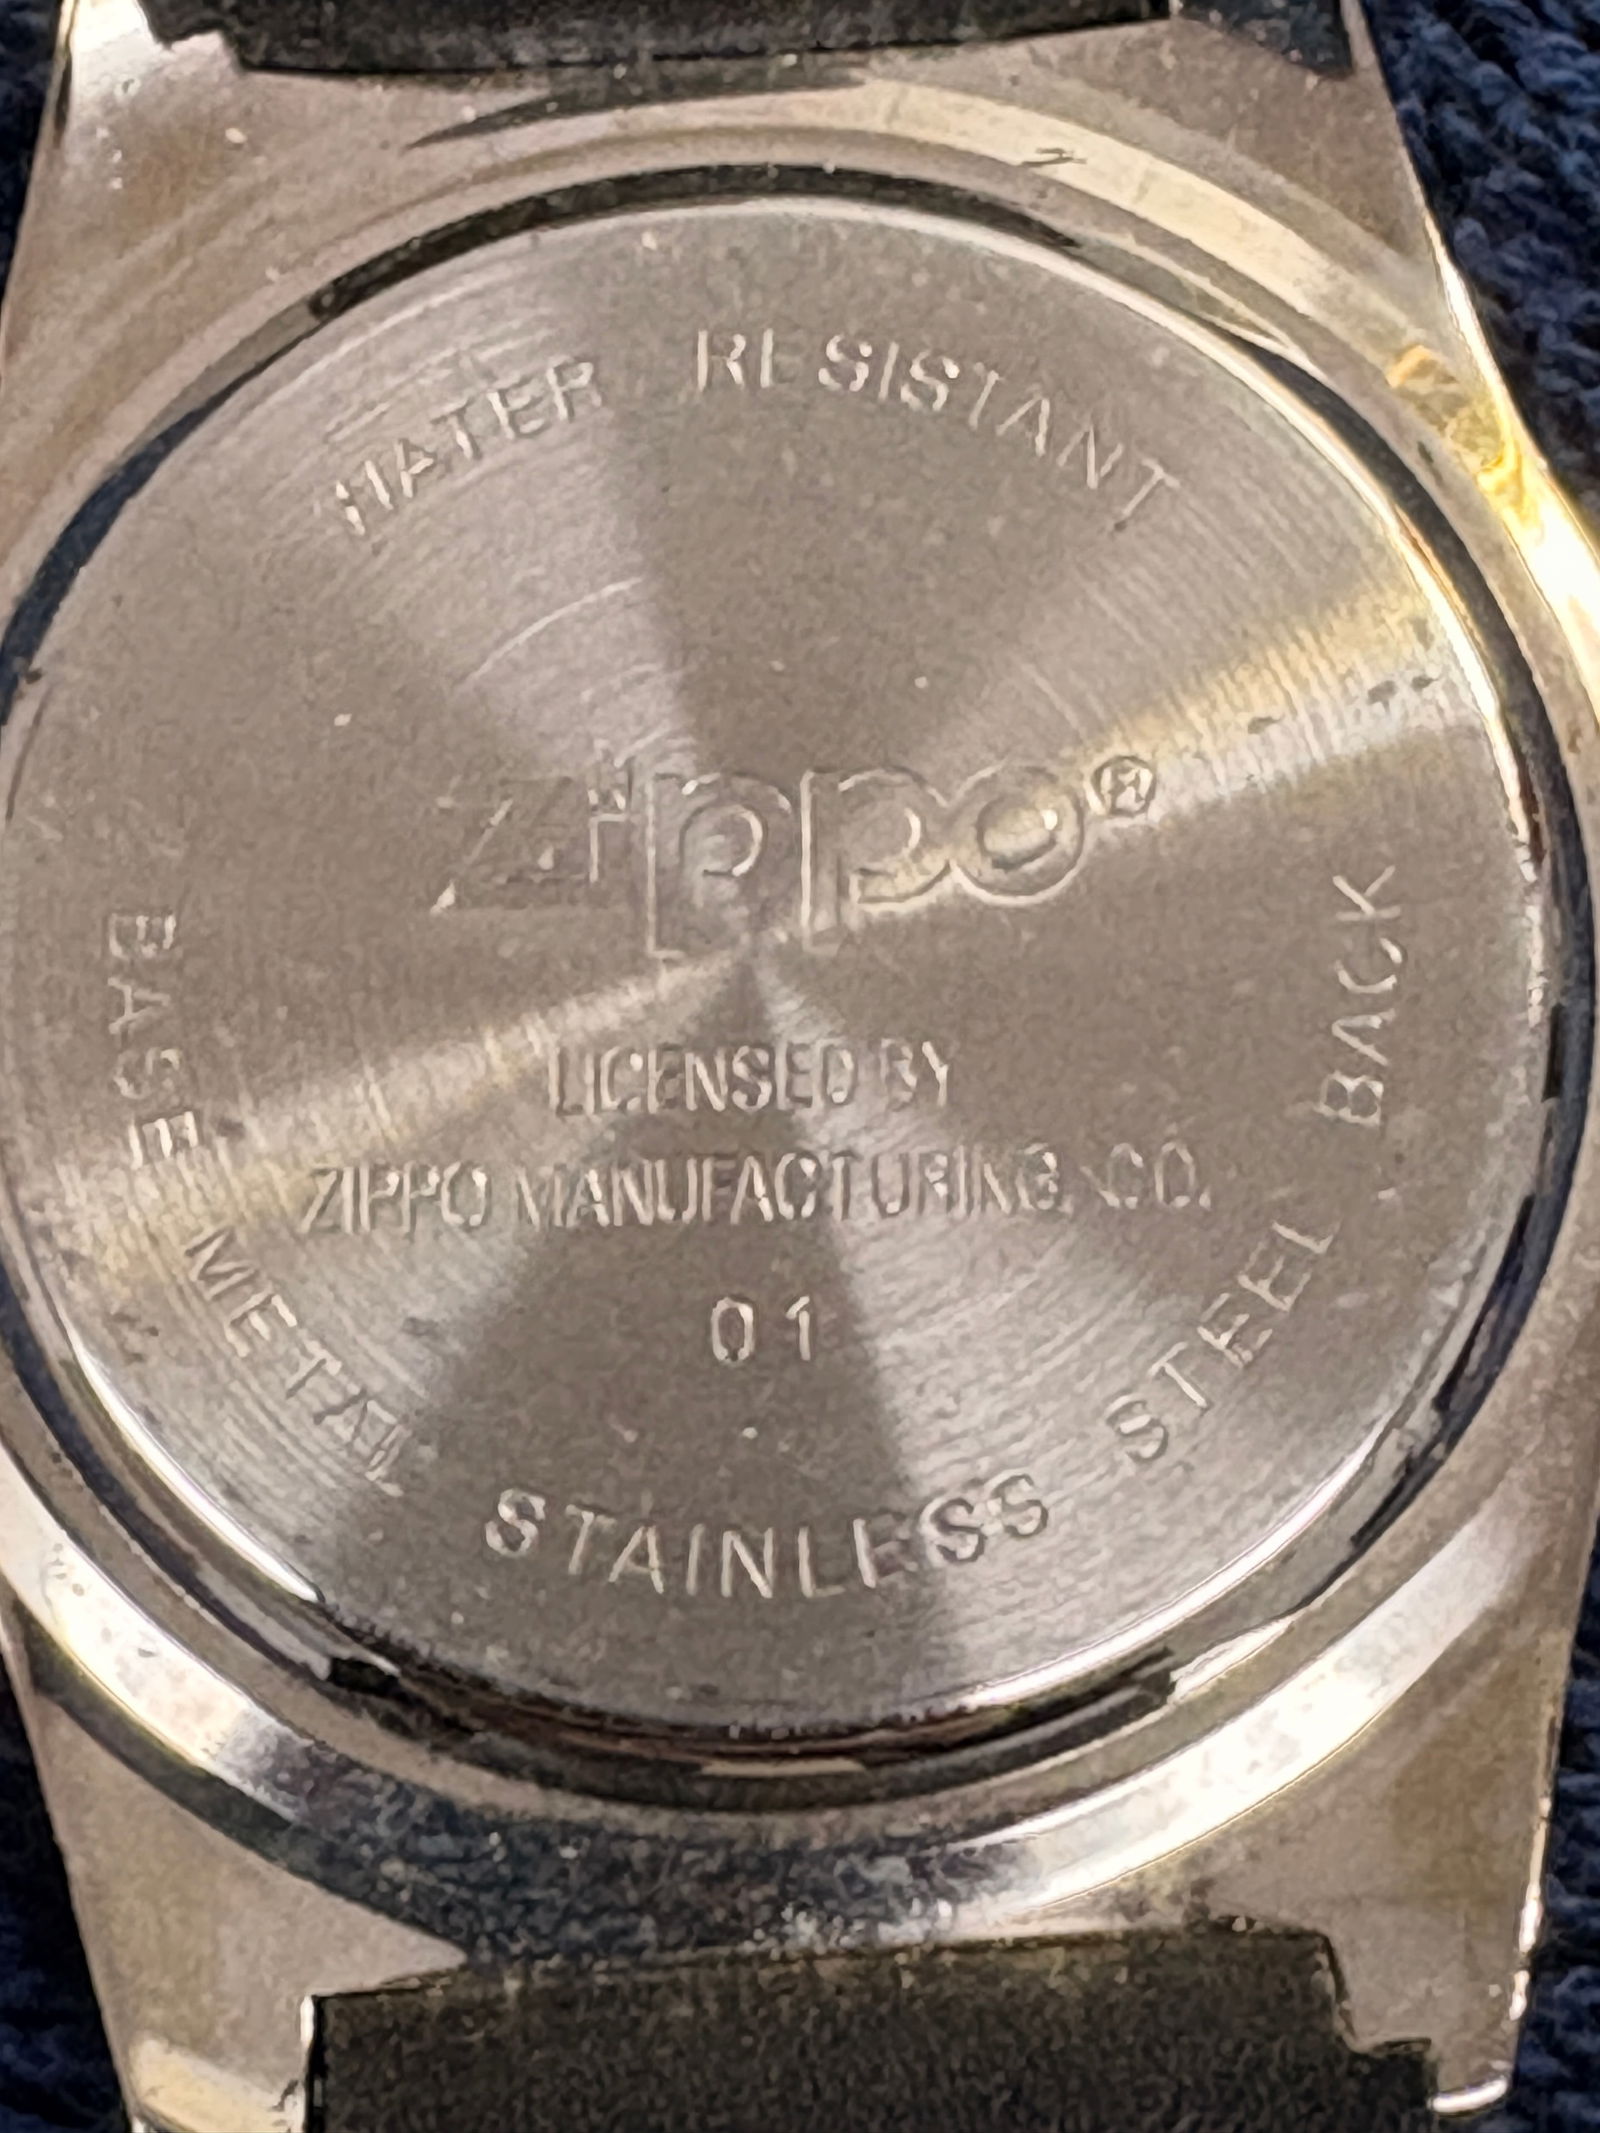 WATER RESISTANT
Zippo®
LICENSED BY
ZIPPO MANUFACTURING, CO.
01
BASE METAL STAINLESS STEEL BACK